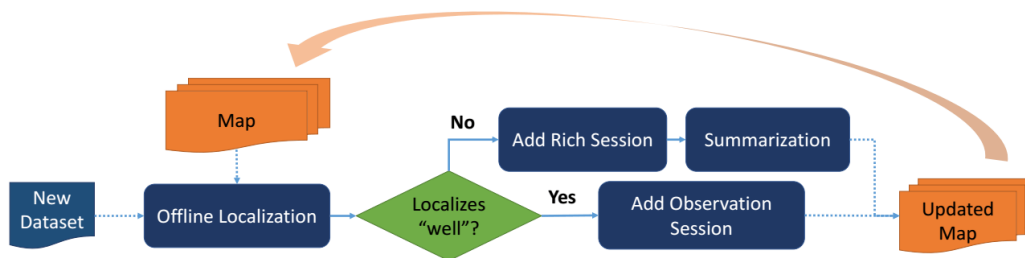 Map
No
Add Rich Session
Summarization
New
Dataset
Offline Localization
Localizes
“well”?
Yes
Add Observation
Session
Updated
Map